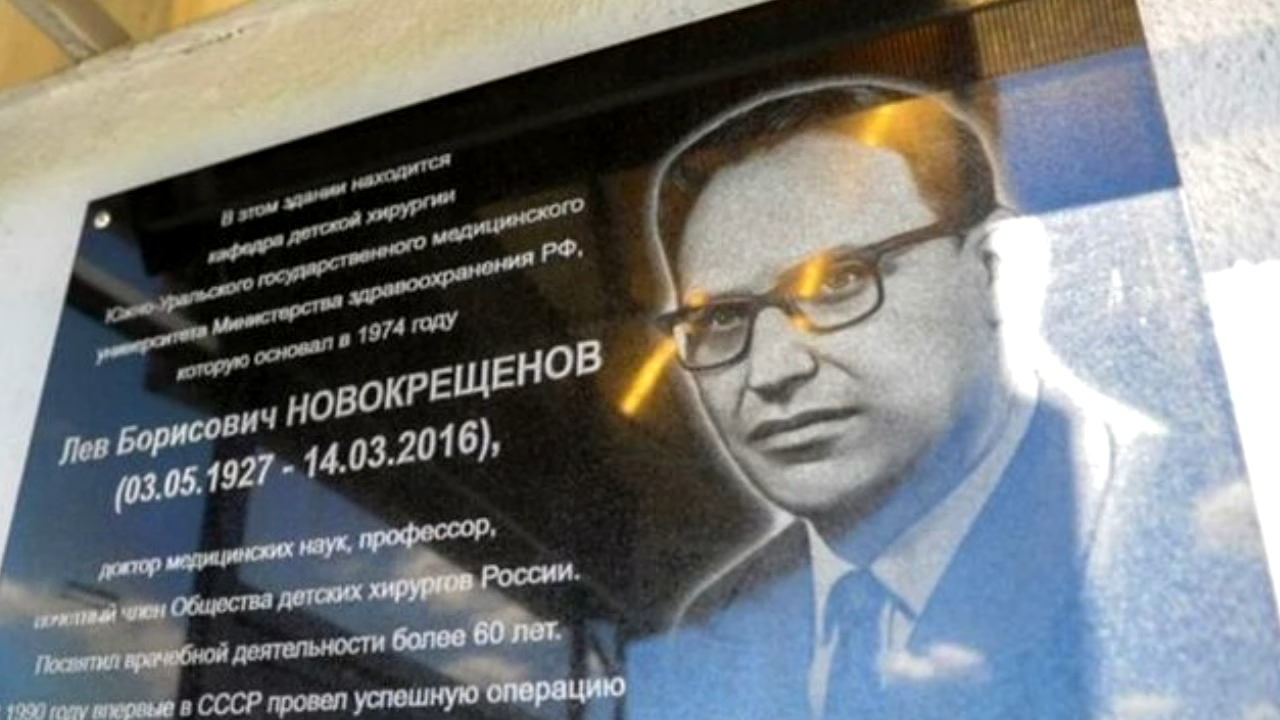 В этом здании находится
кафедра детской хирургии
Южно-Уральского государственного медицинского
университета Министерства здравоохранения РФ,
которую основал в 1974 году
Лев Борисович НОВОКРЕЩЕНОВ
(03.05.1927 - 14.03.2016),
доктор медицинских наук, профессор,
почетный член Общества детских хирургов России.
Посвятил врачебной деятельности более 60 лет.
1990 году впервые в СССР провел успешную операцию